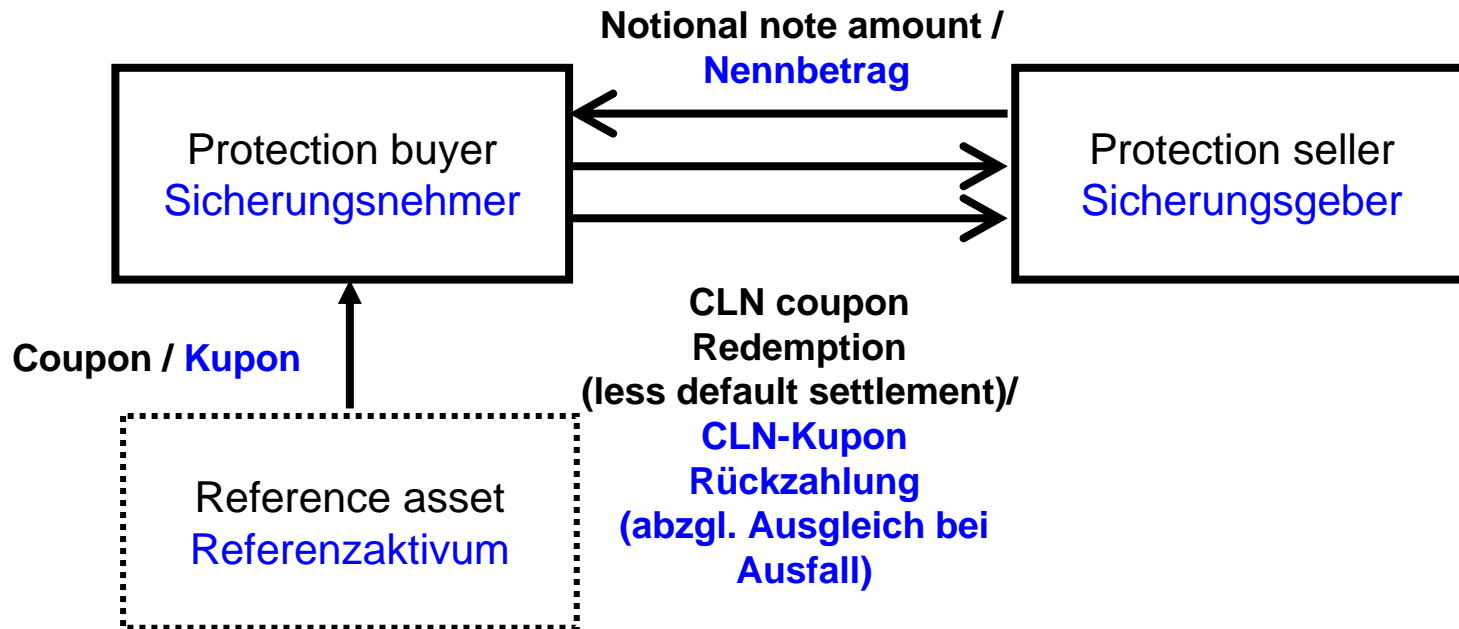 Notional note amount /
Nennbetrag
Protection buyer
Sicherungsnehmer
Protection seller
Sicherungsgeber
Coupon / Kupon
CLN coupon
Redemption
(less default settlement)/
CLN-Kupon
Rückzahlung
(abzgl. Ausgleich bei
Ausfall)
Reference asset
Referenzaktivum